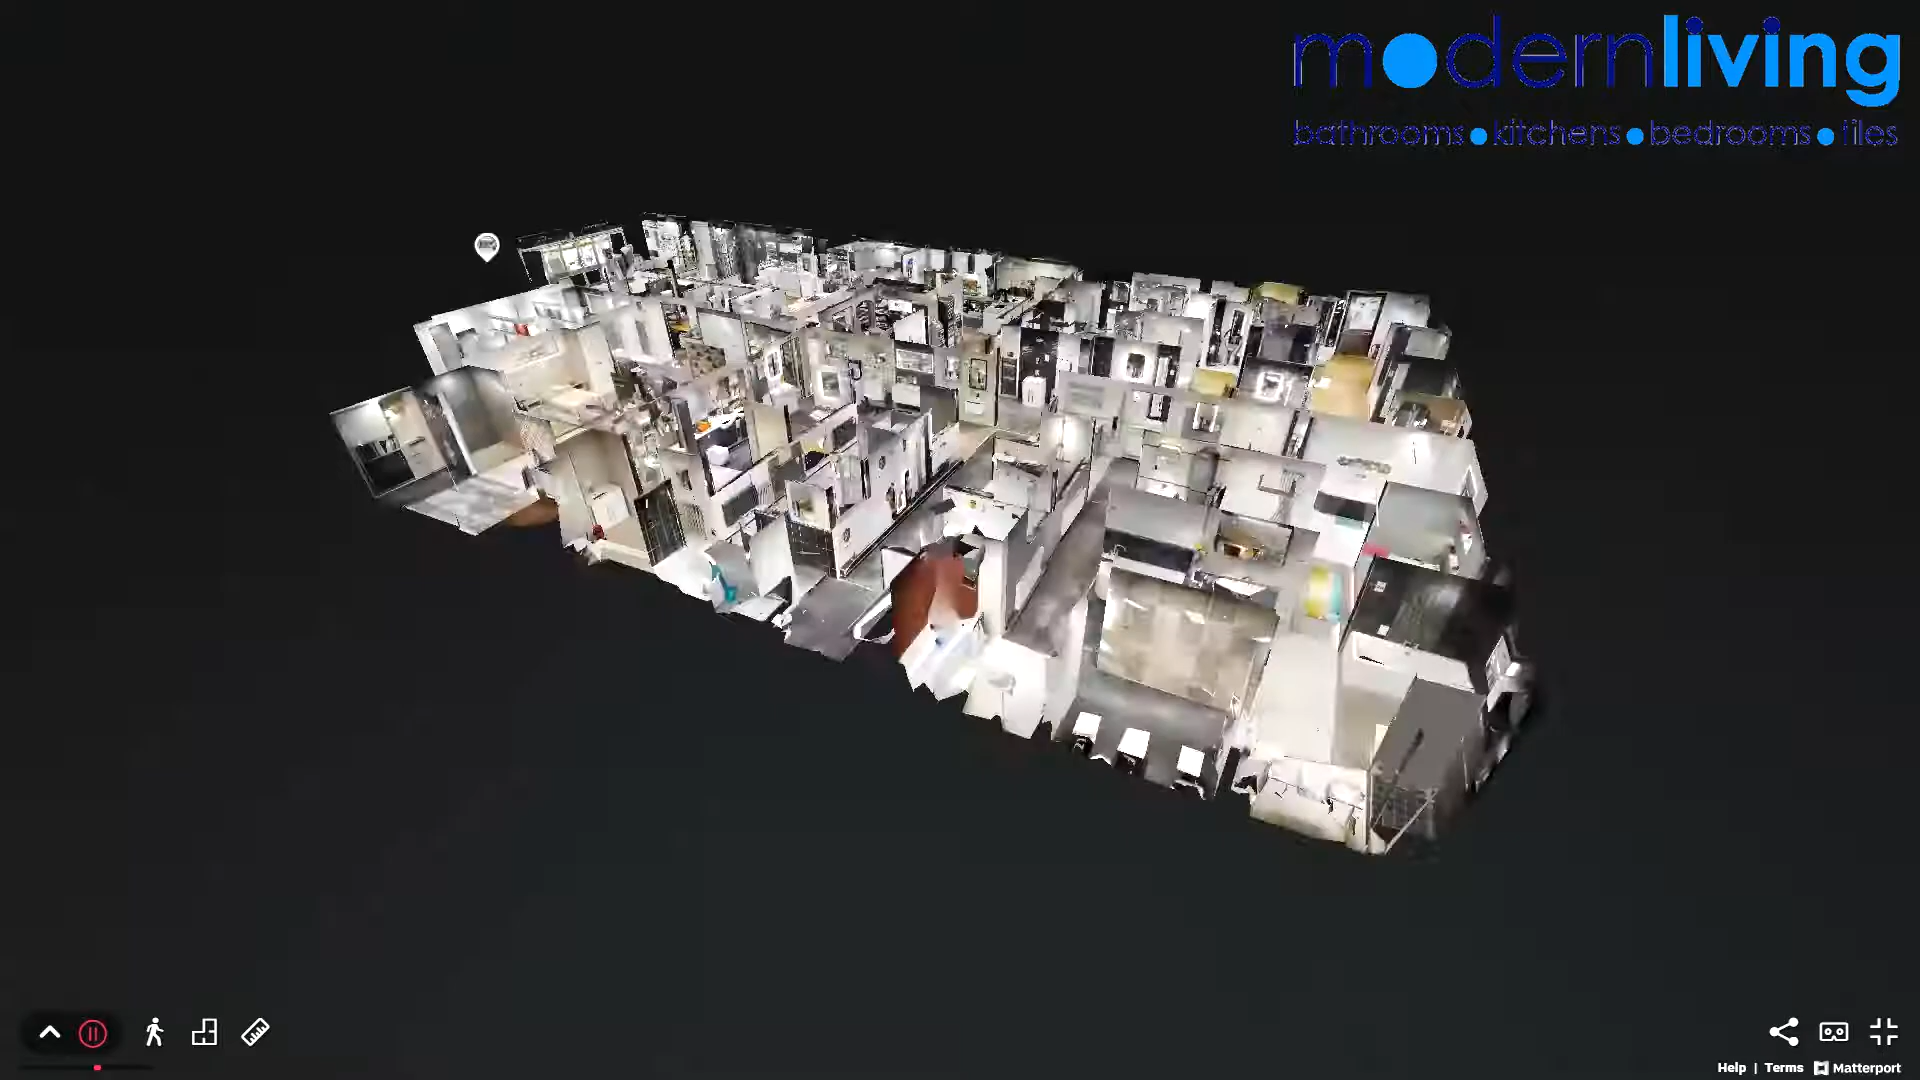 modernliving
bathrooms • kitchens • bedrooms • tiles
Help | Terms Matterport